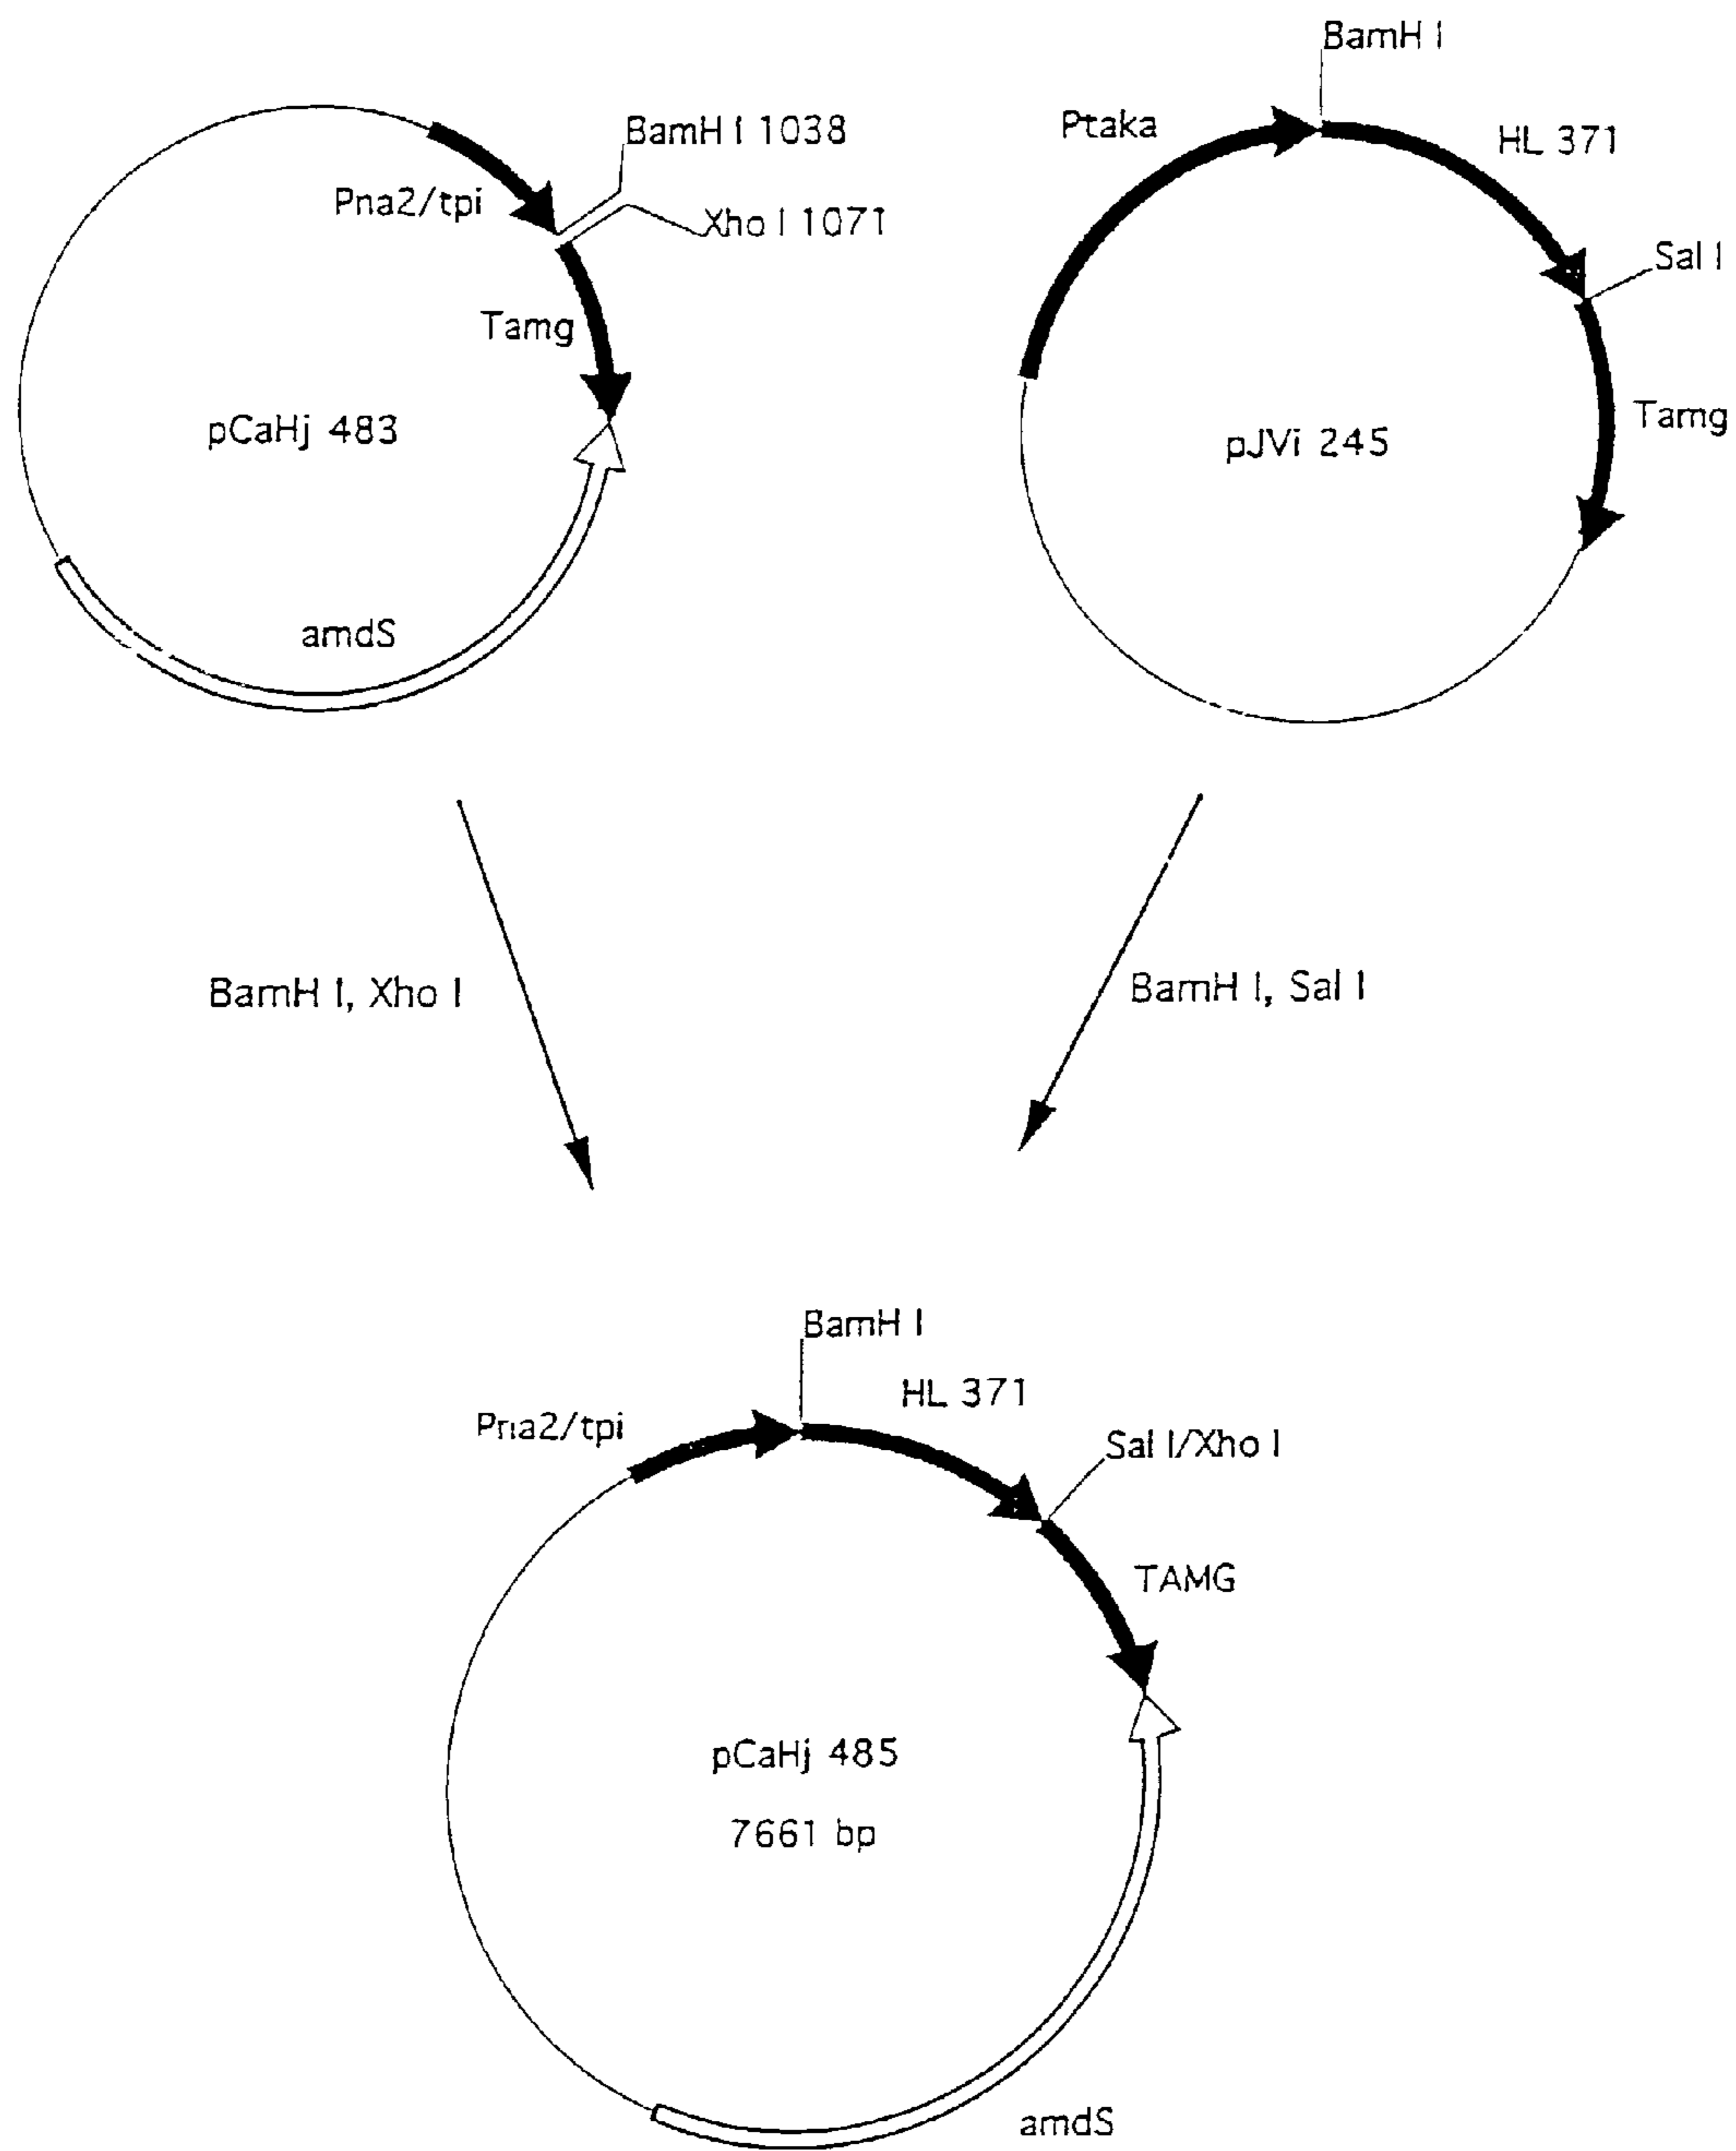 BamH I
Ptaka
BamH I 1038
HL 371
Pna2/tpi
Xho I 1071
Sal I
Tamg
Tamg
pCaHj 483
pJVi 245
amdS
BamH I, Xho I
BamH I, Sal I
BamH I
HL 371
Pna2/tpi
Sal I/Xho I
TAMG
pCaHj 485
7661 bp
amdS